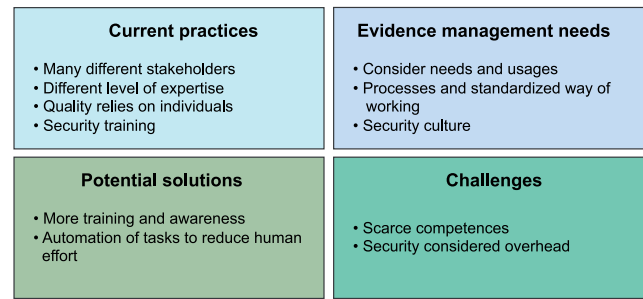 Current practices
• Many different stakeholders
• Different level of expertise
• Quality relies on individuals
• Security training
Evidence management needs
• Consider needs and usages
• Processes and standardized way of
working
• Security culture
Potential solutions
• More training and awareness
• Automation of tasks to reduce human
effort
Challenges
• Scarce competences
• Security considered overhead